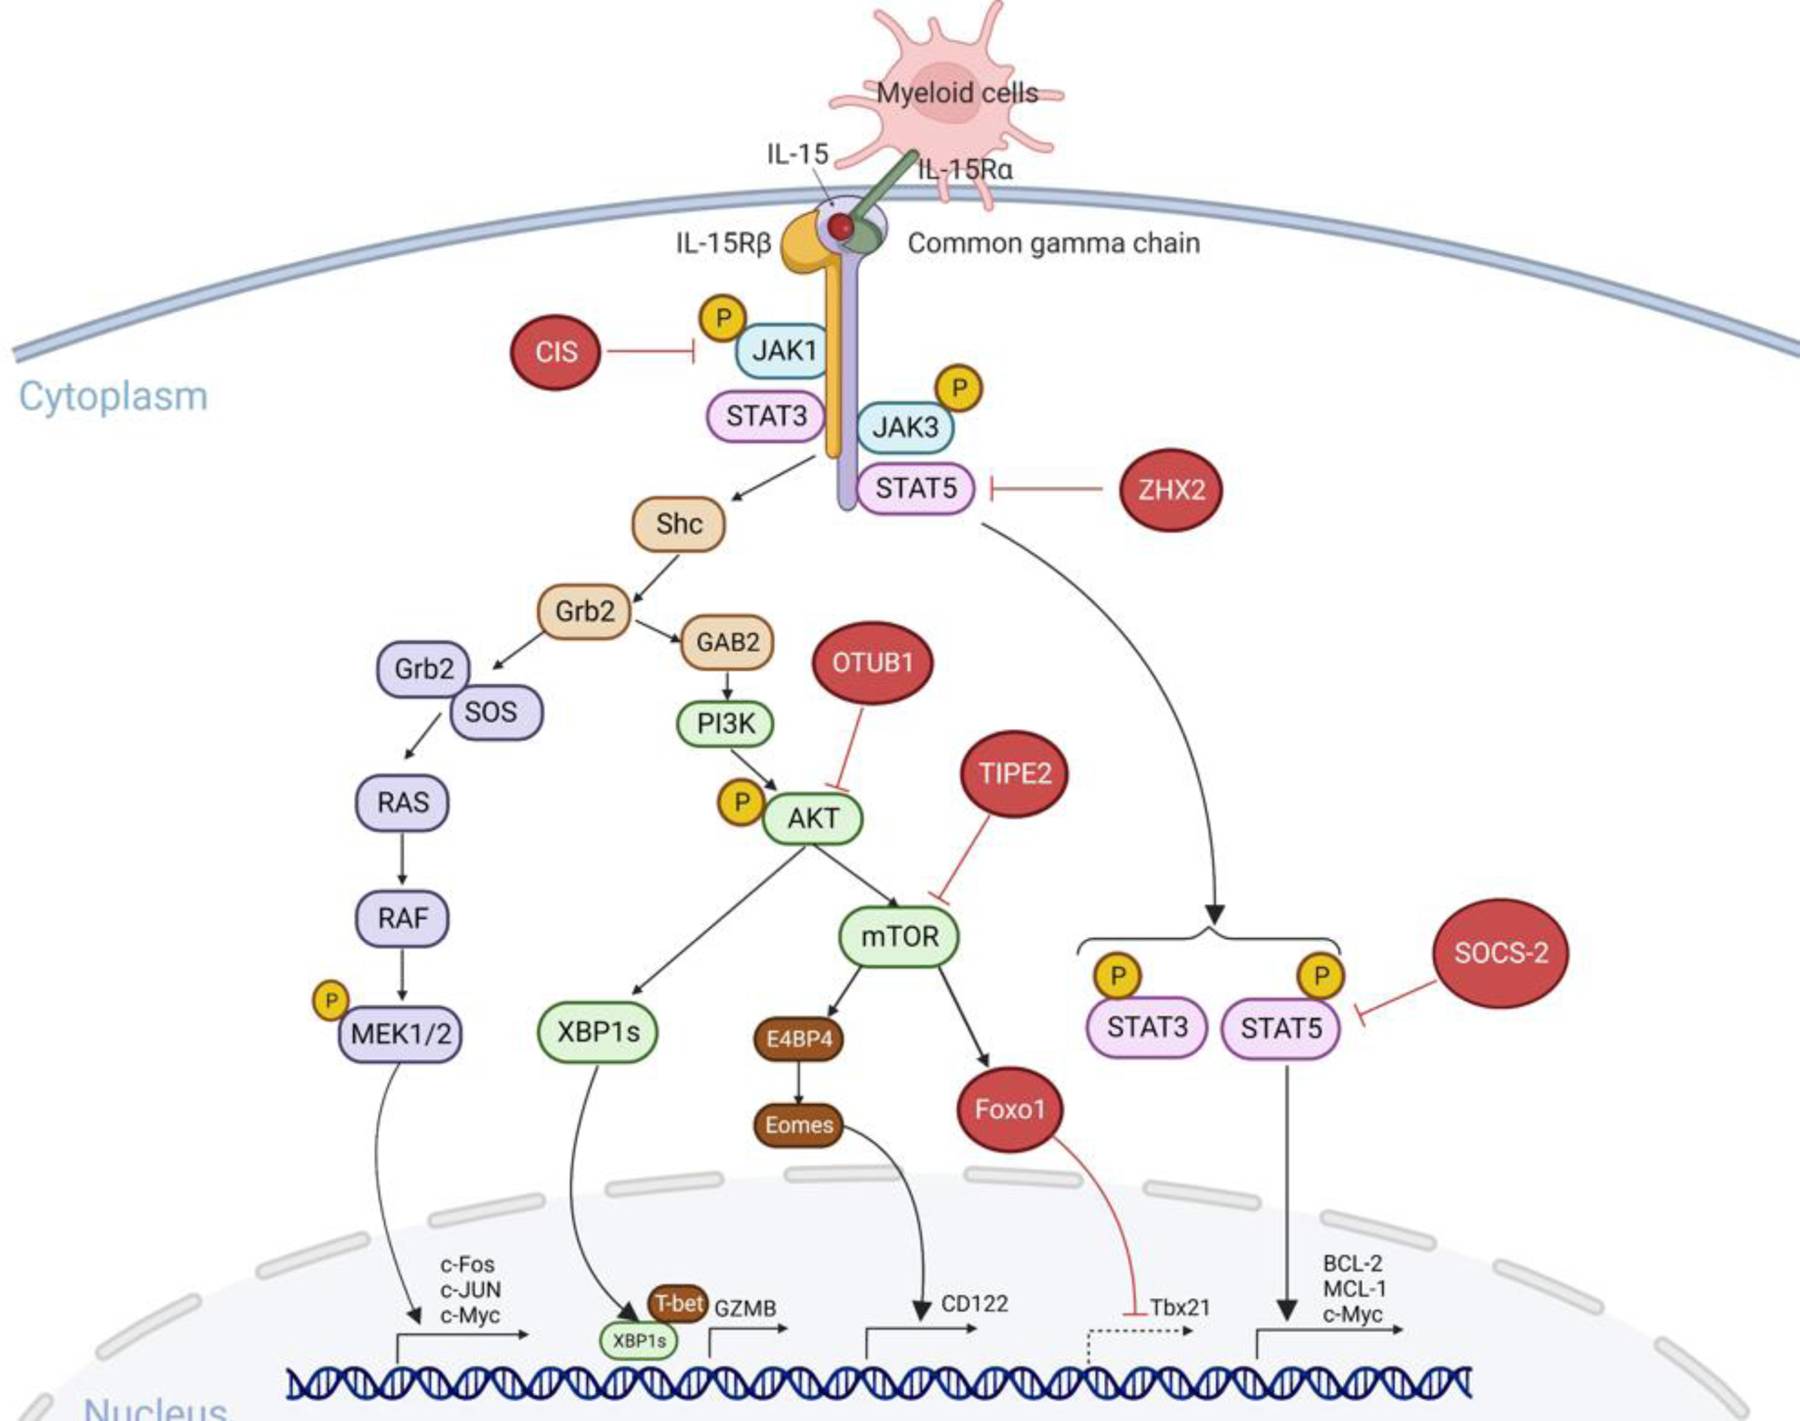 Myeloid cells
IL-15
IL-15Rα
IL-15Rβ
Common gamma chain
P
CIS
JAK1
Cytoplasm
P
STAT3
JAK3
STAT5
ZHX2
Shc
Grb2
GAB2
Grb2
OTUB1
SOS
PI3K
TIPE2
RAS
P
AKT
RAF
mTOR
SOCS-2
P
P
P
MEK1/2
XBP1s
E4BP4
STAT3
STAT5
Foxo1
Eomes
c-Fos
c-JUN
c-Myc
T-bet
GZMB
XBP1s
CD122
Tbx21
BCL-2
MCL-1
c-Myc
Nucleus